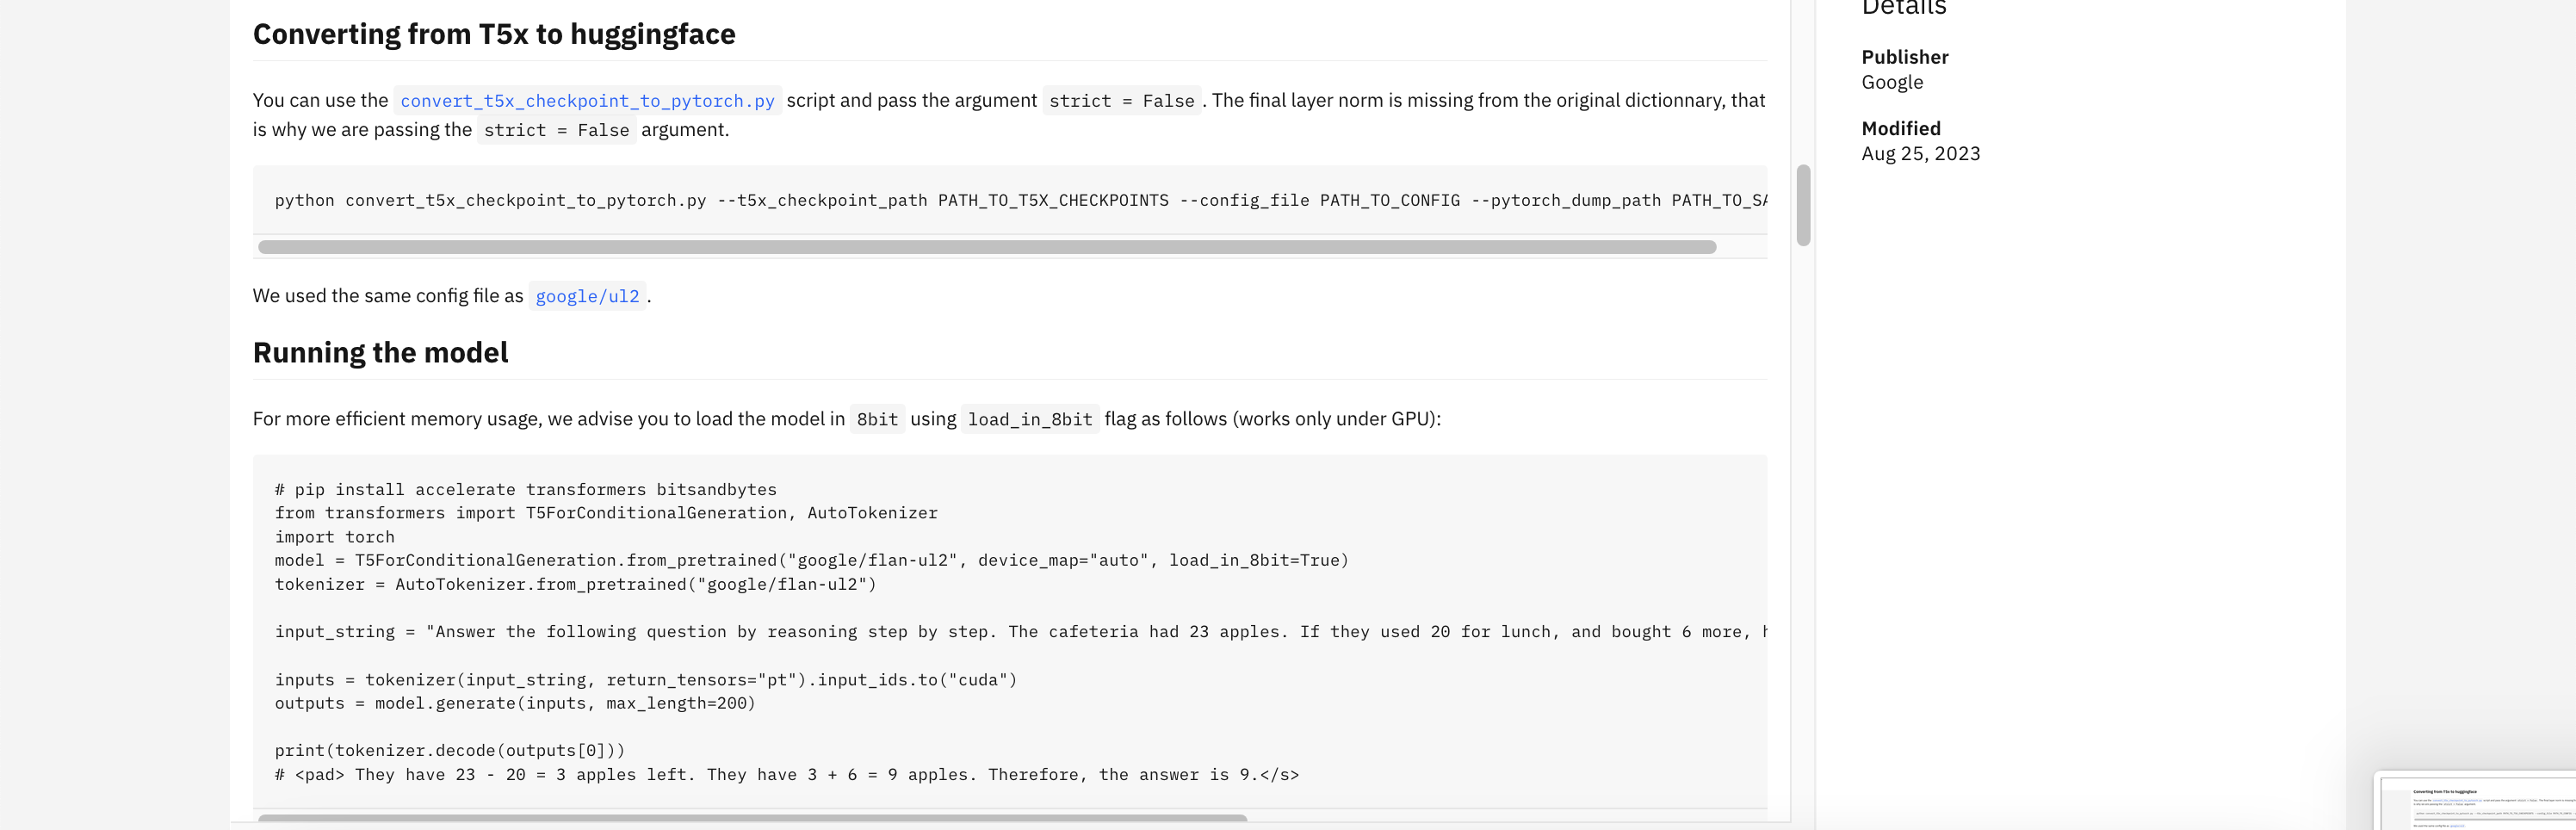 Converting from T5x to huggingface
You can use the convert_t5x_checkpoint_to_pytorch.py script and pass the argument strict = False . The final layer norm is missing from the original dictionnary, that
is why we are passing the strict = False argument.
python convert_t5x_checkpoint_to_pytorch.py --t5x_checkpoint_path PATH_TO_T5X_CHECKPOINTS --config_file PATH_TO_CONFIG --pytorch_dump_path PATH_TO_SA
We used the same config file as google/ul2 .
Running the model
For more efficient memory usage, we advise you to load the model in 8bit using load_in_8bit flag as follows (works only under GPU):
# pip install accelerate transformers bitsandbytes
from transformers import T5ForConditionalGeneration, AutoTokenizer
import torch
model = T5ForConditionalGeneration.from_pretrained("google/flan-ul2", device_map="auto", load_in_8bit=True)
tokenizer = AutoTokenizer.from_pretrained("google/flan-ul2")
input_string = "Answer the following question by reasoning step by step. The cafeteria had 23 apples. If they used 20 for lunch, and bought 6 more, h
inputs = tokenizer(input_string, return_tensors="pt").input_ids.to("cuda")
outputs = model.generate(inputs, max_length=200)
print(tokenizer.decode(outputs[0]))
# <pad> They have 23 - 20 = 3 apples left. They have 3 + 6 = 9 apples. Therefore, the answer is 9.</s>
Details
Publisher
Google
Modified
Aug 25, 2023
Converting from T5x to huggingface